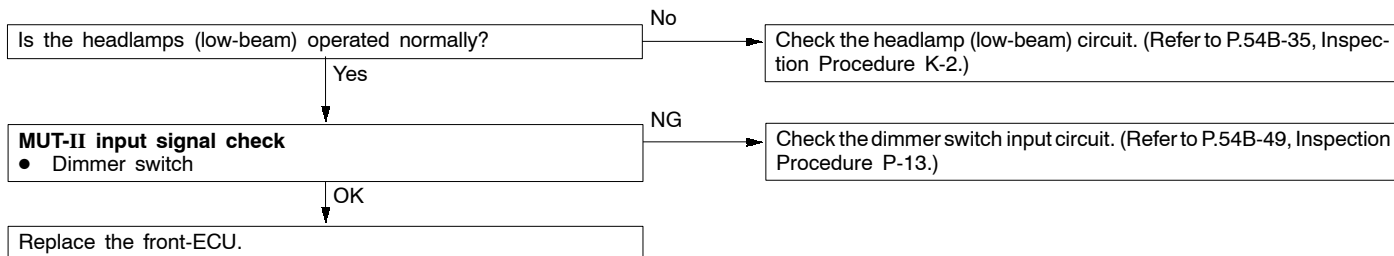 Is the headlamps (low-beam) operated normally?
No
Check the headlamp (low-beam) circuit. (Refer to P.54B-35, Inspec-
tion Procedure K-2.)
Yes
MUT-II input signal check
● Dimmer switch
NG
Check the dimmer switch input circuit. (Refer to P.54B-49, Inspection
Procedure P-13.)
OK
Replace the front-ECU.